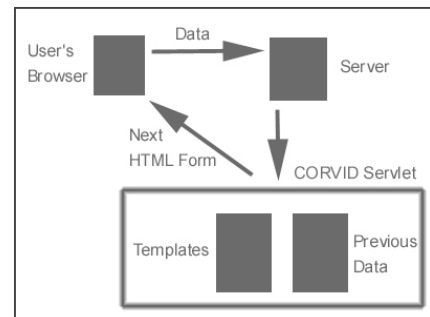 Data
User's
Browser
Server
Next
HTML Form
CORVID Servlet
Templates
Previous
Data